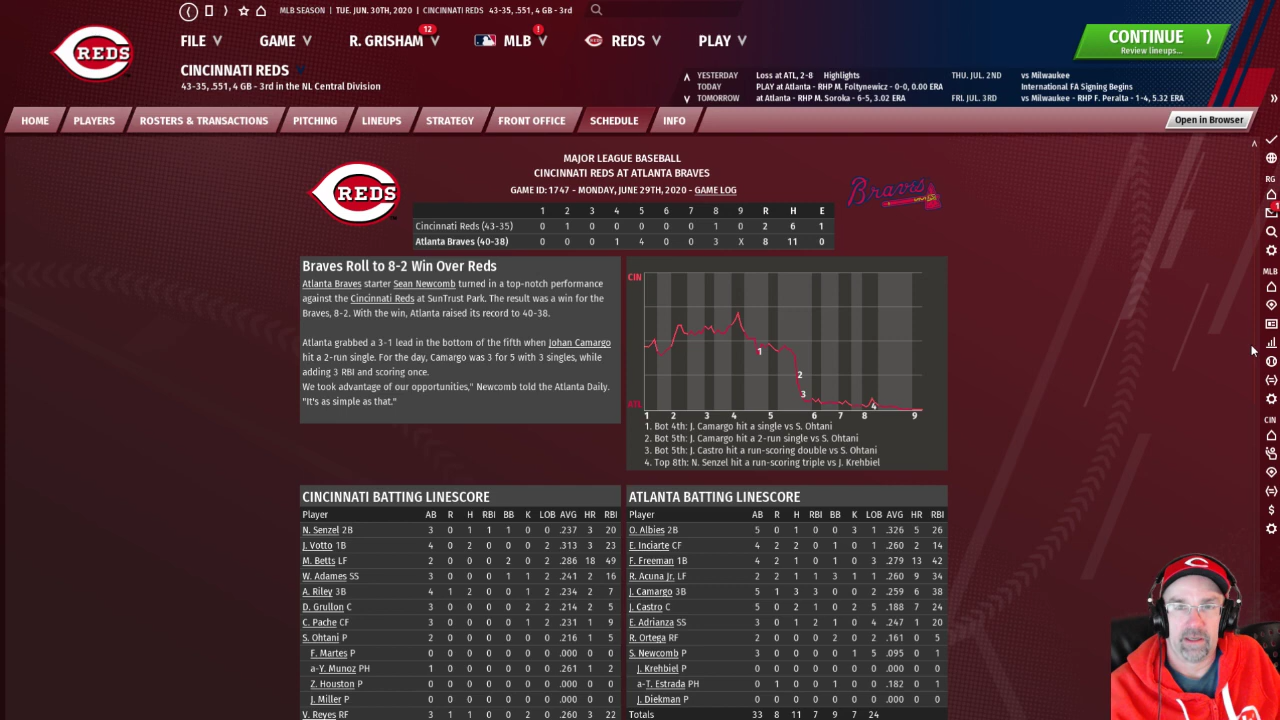 MLB SEASON | TUE. JUN. 30TH, 2020 | CINCINNATI REDS 43-35, .551, 4 GB - 3rd
REDS
FILE GAME R. GRISHAM 12 MLB ! REDS PLAY
CONTINUE
Review lineups...
CINCINNATI REDS
43-35, .551, 4 GB - 3rd in the NL Central Division
YESTERDAY Loss at ATL, 2-8 Highlights THU. JUL. 2ND vs Milwaukee
TODAY PLAY at Atlanta - RHP M. Foltynewicz - 0-0, 0.00 ERA International FA Signing Begins
TOMORROW at Atlanta - RHP M. Soroka - 6-5, 3.02 ERA FRI. JUL. 3RD vs Milwaukee - RHP F. Peralta - 1-4, 5.32 ERA
HOME PLAYERS ROSTERS & TRANSACTIONS PITCHING LINEUPS STRATEGY FRONT OFFICE SCHEDULE INFO Open in Browser
MAJOR LEAGUE BASEBALL
CINCINNATI REDS AT ATLANTA BRAVES
GAME ID: 1747 - MONDAY, JUNE 29TH, 2020 - GAME LOG
REDS
Braves
1 2 3 4 5 6 7 8 9 R H E
Cincinnati Reds (43-35) 0 1 0 0 0 0 0 1 0 2 6 1
Atlanta Braves (40-38) 0 0 0 1 4 0 0 3 X 8 11 0
Braves Roll to 8-2 Win Over Reds
Atlanta Braves starter Sean Newcomb turned in a top-notch performance
against the Cincinnati Reds at SunTrust Park. The result was a win for the
Braves, 8-2. With the win, Atlanta raised its record to 40-38.
Atlanta grabbed a 3-1 lead in the bottom of the fifth when Johan Camargo
hit a 2-run single. For the day, Camargo was 3 for 5 with 3 singles, while
adding 3 RBI and scoring once.
We took advantage of our opportunities," Newcomb told the Atlanta Daily.
"It's as simple as that."
CIN
1
2
3
4
ATL
1 2 3 4 5 6 7 8 9
1. Bot 4th: J. Camargo hit a single vs S. Ohtani
2. Bot 5th: J. Camargo hit a 2-run single vs S. Ohtani
3. Bot 5th: J. Castro hit a run-scoring double vs S. Ohtani
4. Top 8th: N. Senzel hit a run-scoring triple vs J. Krehbiel
CINCINNATI BATTING LINESCORE
Player AB R H RBI BB K LOB AVG HR RBI
N. Senzel 2B 3 0 1 1 1 0 0 .237 3 20
J. Votto 1B 4 0 2 0 0 0 2 .313 3 23
M. Betts LF 2 0 0 0 2 0 2 .286 18 49
W. Adames SS 3 0 0 0 1 1 2 .241 2 16
A. Riley 3B 4 1 2 0 0 1 2 .234 2 7
D. Grullon C 3 0 0 0 0 2 2 .214 2 5
C. Pache CF 3 0 0 0 0 1 2 .231 1 9
S. Ohtani P 2 0 0 0 0 0 0 .216 1 5
F. Martes P 0 0 0 0 0 0 0 .000 0 0
a-Y. Munoz PH 1 0 0 0 0 0 0 .261 1 2
Z. Houston P 0 0 0 0 0 0 0 .000 0 0
J. Miller P 0 0 0 0 0 0 0 .000 0 0
V. Reyes RF 3 1 1 0 0 2 0 .260 3 22
ATLANTA BATTING LINESCORE
Player AB R H RBI BB K LOB AVG HR RBI
O. Albies 2B 5 0 1 0 0 3 1 .326 5 26
E. Inciarte CF 4 2 2 0 1 0 1 .260 2 14
F. Freeman 1B 4 2 1 0 1 0 3 .279 13 42
R. Acuna Jr. LF 2 2 1 1 3 1 1 .260 9 34
J. Camargo 3B 5 1 3 3 0 0 2 .259 6 38
J. Castro C 5 0 2 1 0 1 5 .188 7 24
E. Adrianza SS 3 0 1 2 1 0 4 .247 1 20
R. Ortega RF 2 0 0 0 2 0 2 .161 0 5
S. Newcomb P 3 0 0 0 0 1 5 .095 0 1
J. Krehbiel P 0 0 0 0 0 0 0 .000 0 0
a-T. Estrada PH 0 1 0 0 1 0 0 .182 0 1
J. Diekman P 0 0 0 0 0 0 0 .000 0 0
Totals 33 8 11 7 9 7 24
RG
1
MLB
CIN
$